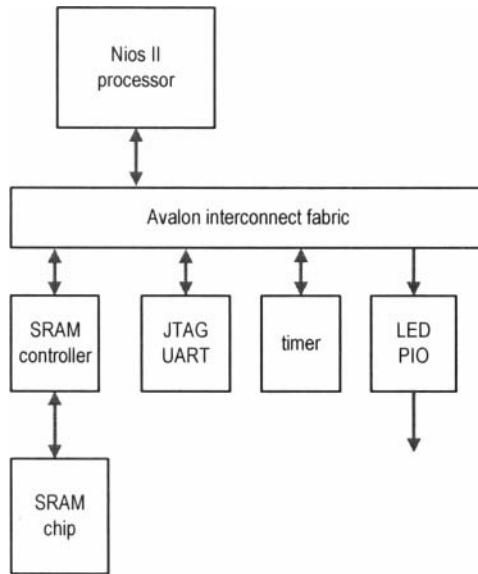 Nios II
processor
Avalon interconnect fabric
SRAM
controller
JTAG
UART
timer
LED
PIO
SRAM
chip